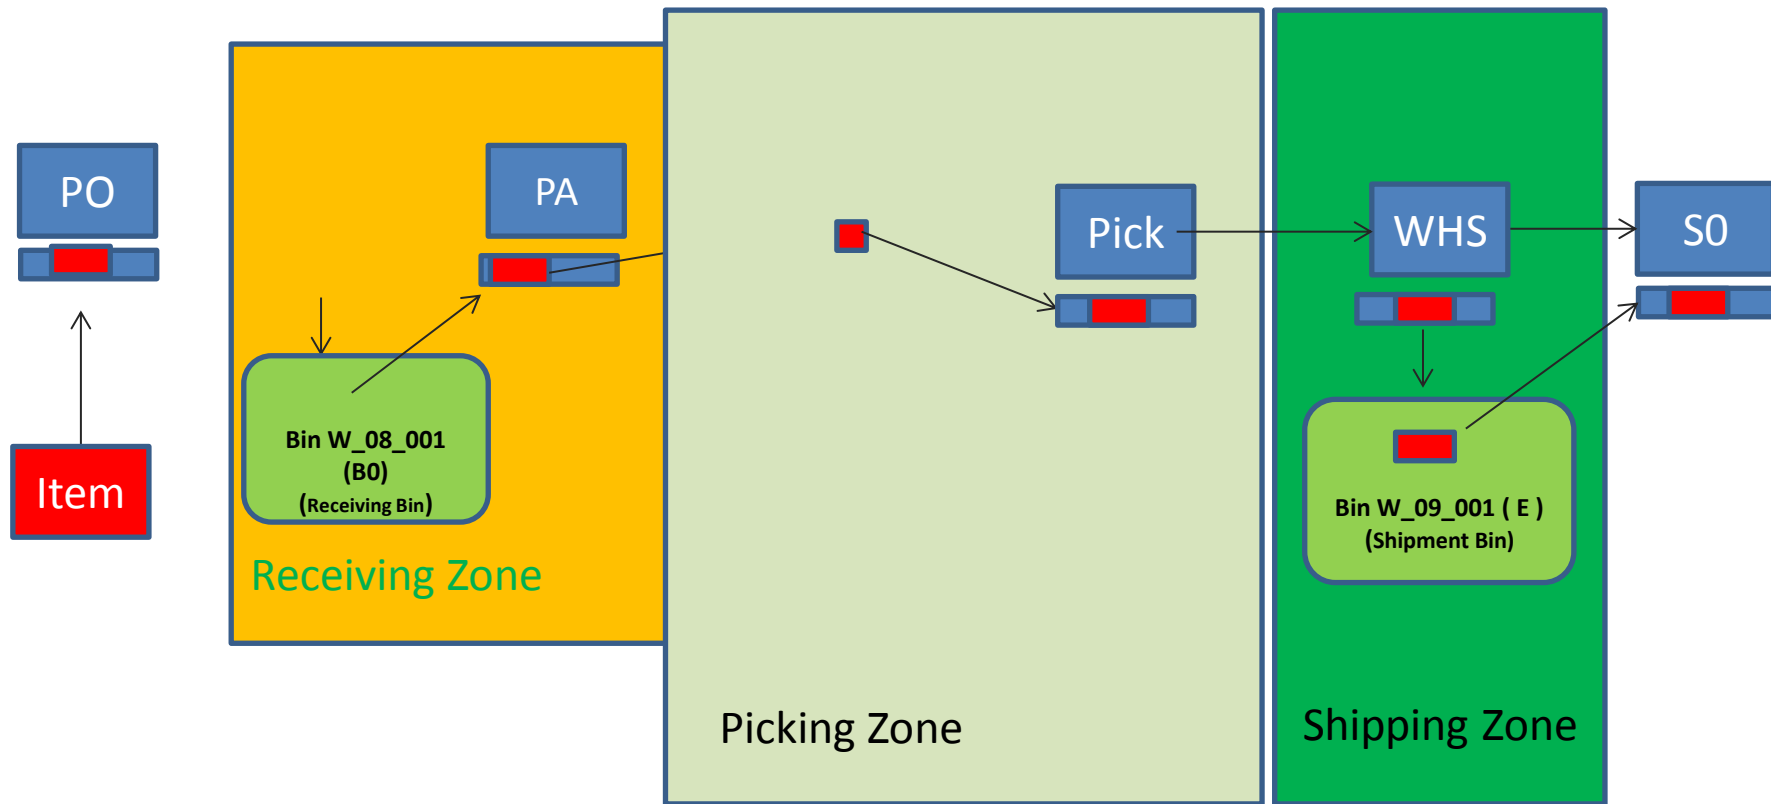 PO
Item
PA
Bin W_08_001
(B0)
(Receiving Bin)
Receiving Zone
Pick
Picking Zone
WHS
Bin W_09_001 ( E )
(Shipment Bin)
Shipping Zone
S0